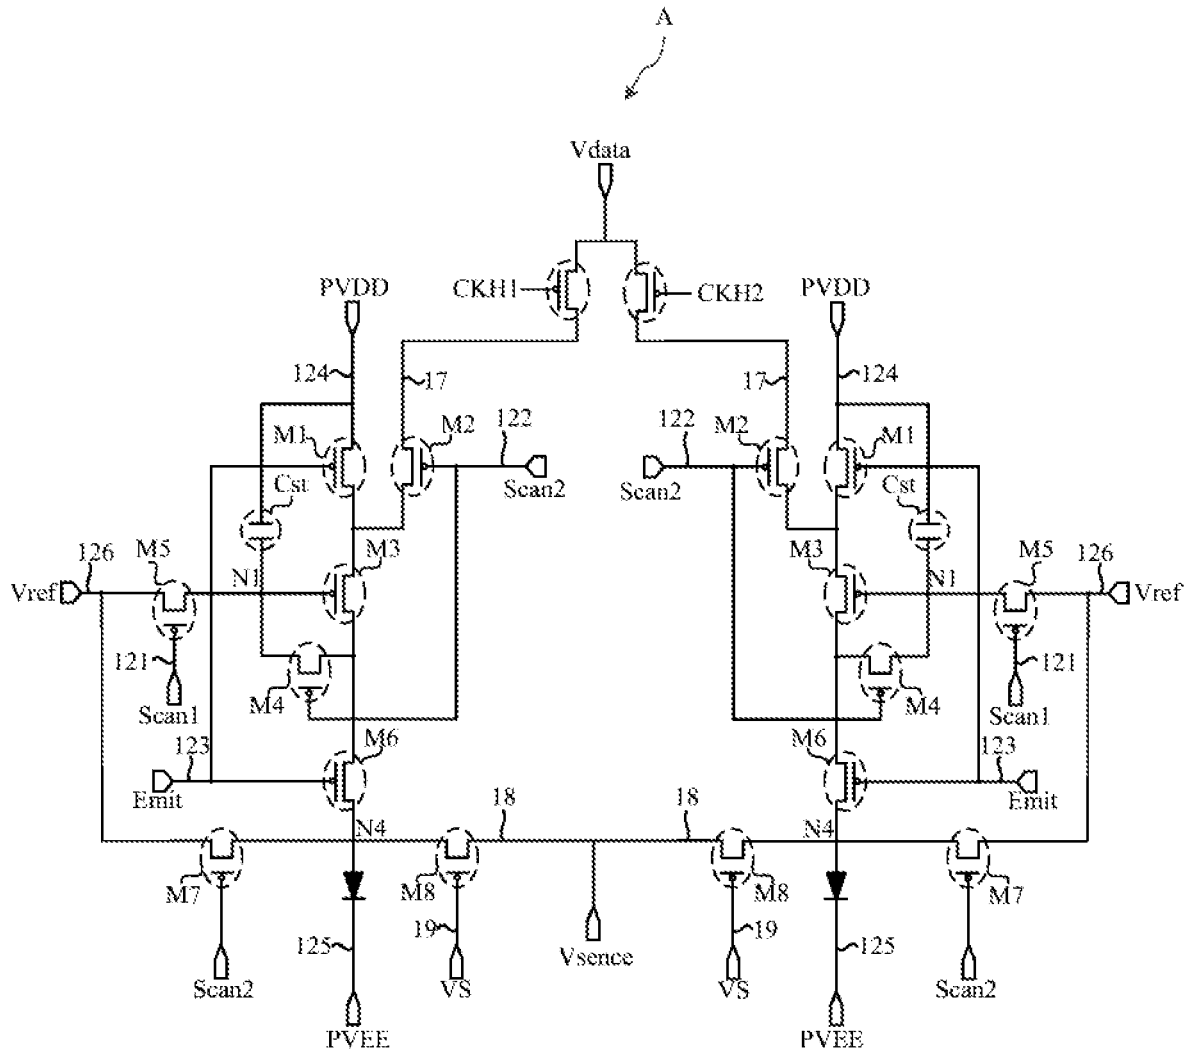 A
Vdata
CKH1 CKH2
PVDD PVDD
124 17 17 124
M1 M2 122 122 M2 M1
Scan2 Scan2
Cst Cst
M5 M3 M3 M5
126 N1 N1 126
Vref Vref
121 121
M4 M4
Scan1 Scan1
123 M6 M6 123
Emit Emit
18 18
N4 N4
M7 M8 M8 M7
19 19
125 125
Vsence
Scan2 VS VS Scan2
PVEE PVEE